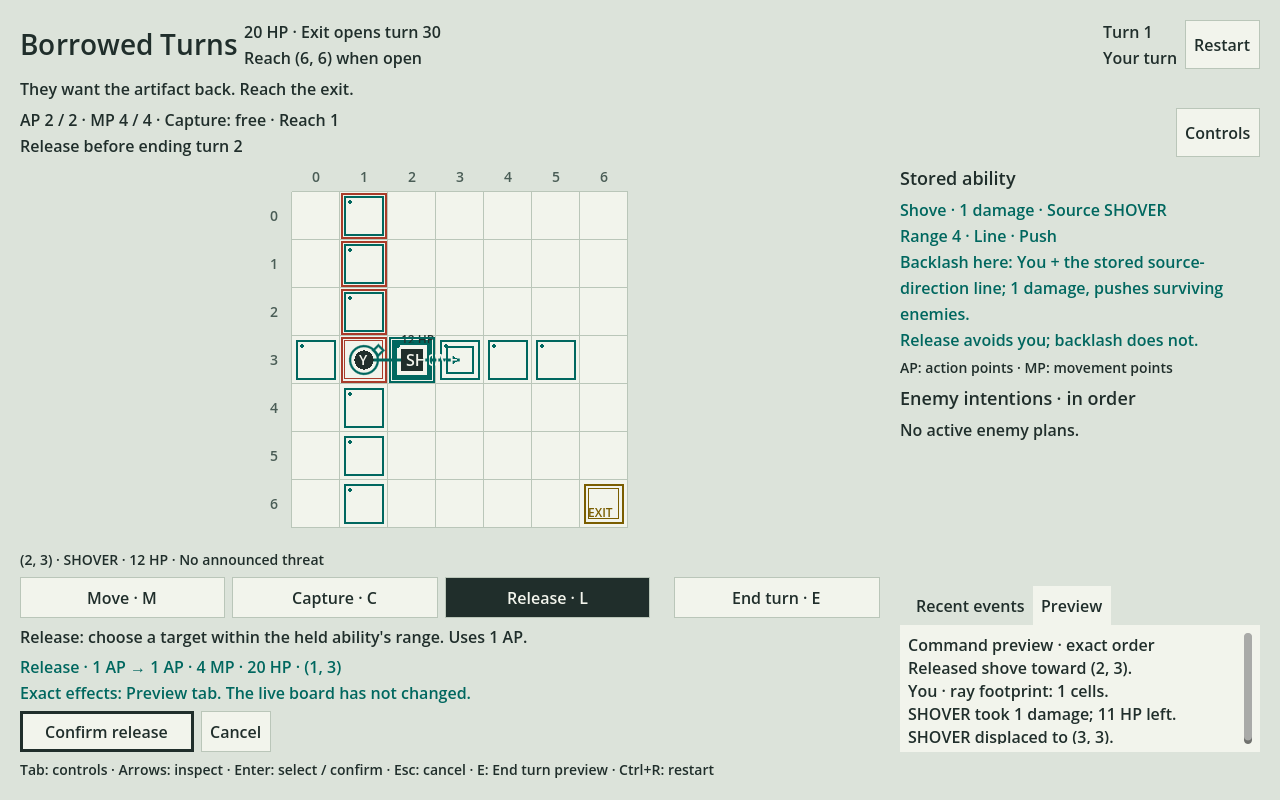 Borrowed Turns
20 HP · Exit opens turn 30
Reach (6, 6) when open
Turn 1
Your turn
Restart
They want the artifact back. Reach the exit.
AP 2 / 2 · MP 4 / 4 · Capture: free · Reach 1
Release before ending turn 2
Controls
0 1 2 3 4 5 6
0
1
2
3
4
5
6
12 HP
Y
SH
EXIT
Stored ability
Shove · 1 damage · Source SHOVER
Range 4 · Line · Push
Backlash here: You + the stored source-
direction line; 1 damage, pushes surviving
enemies.
Release avoids you; backlash does not.
AP: action points · MP: movement points
Enemy intentions · in order
No active enemy plans.
(2, 3) · SHOVER · 12 HP · No announced threat
Move · M
Capture · C
Release · L
End turn · E
Release: choose a target within the held ability's range. Uses 1 AP.
Release · 1 AP → 1 AP · 4 MP · 20 HP · (1, 3)
Exact effects: Preview tab. The live board has not changed.
Confirm release
Cancel
Recent events
Preview
Command preview · exact order
Released shove toward (2, 3).
You · ray footprint: 1 cells.
SHOVER took 1 damage; 11 HP left.
SHOVER displaced to (3, 3).
Tab: controls · Arrows: inspect · Enter: select / confirm · Esc: cancel · E: End turn preview · Ctrl+R: restart